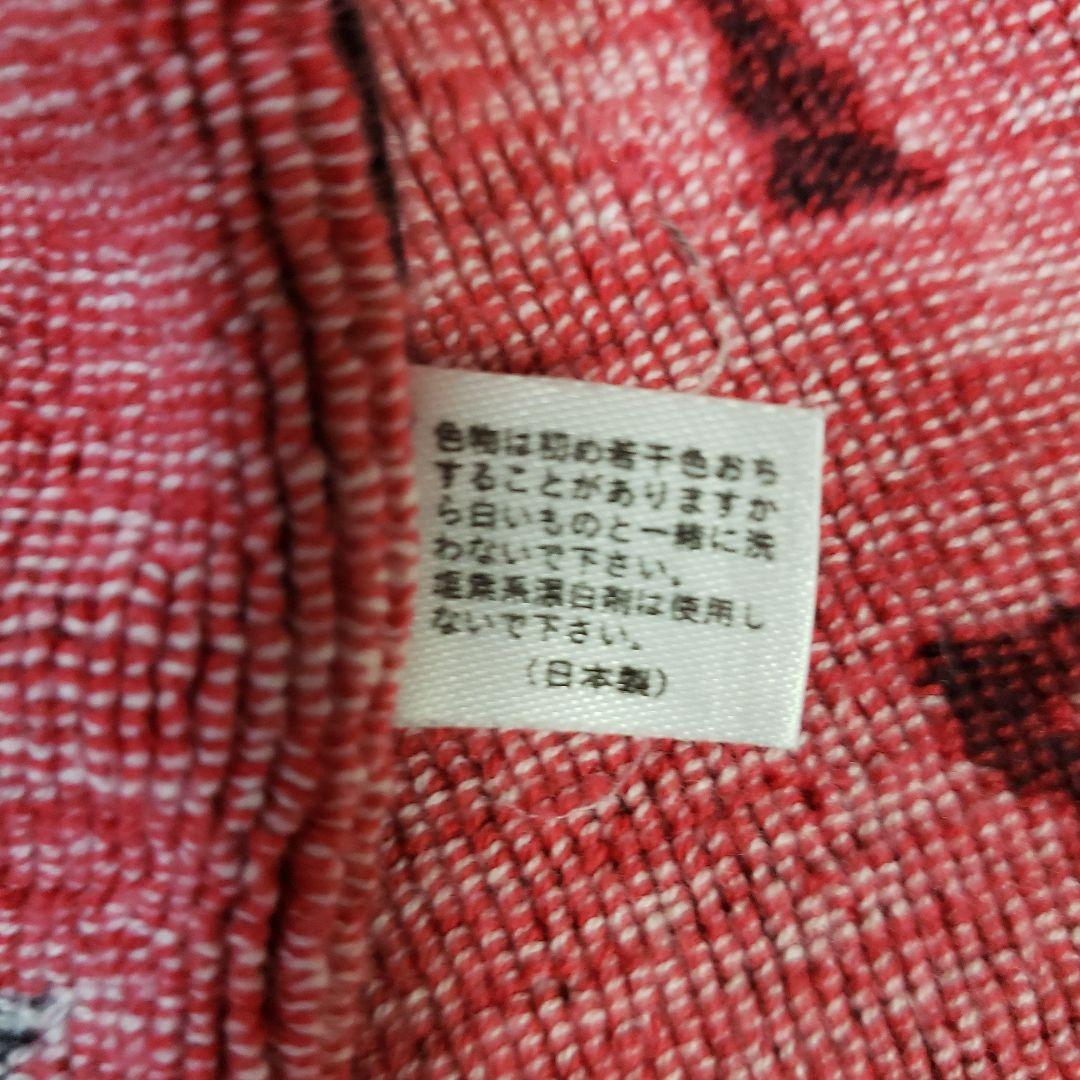 色物は初め若干色おち
することがありますか
ら白いものと一緒に洗
わないで下さい。
塩素系漂白剤は使用し
ないで下さい。
(日本製)